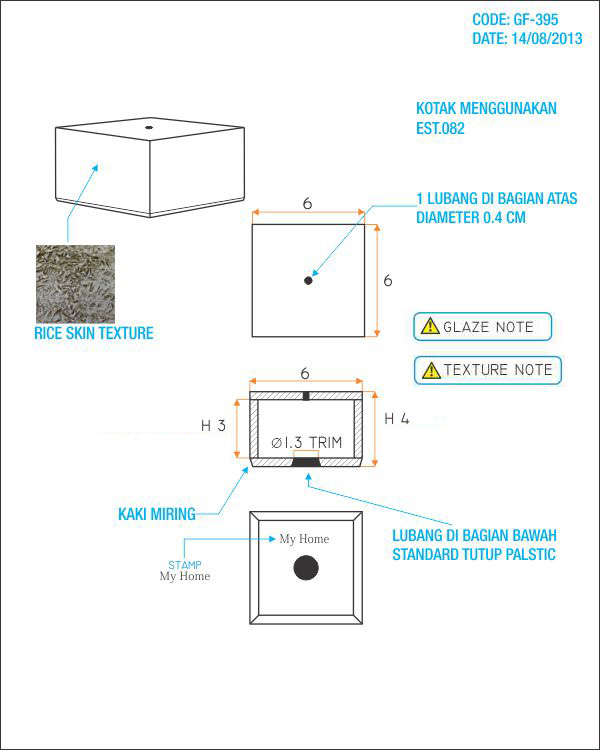 CODE: GF-395
DATE: 14/08/2013
KOTAK MENGGUNAKAN
EST.082
6
1 LUBANG DI BAGIAN ATAS
DIAMETER 0.4 CM
6
RICE SKIN TEXTURE
GLAZE NOTE
TEXTURE NOTE
6
H 3
H 4
Ø1.3 TRIM
KAKI MIRING
LUBANG DI BAGIAN BAWAH
STANDARD TUTUP PALSTIC
My Home
STAMP
My Home